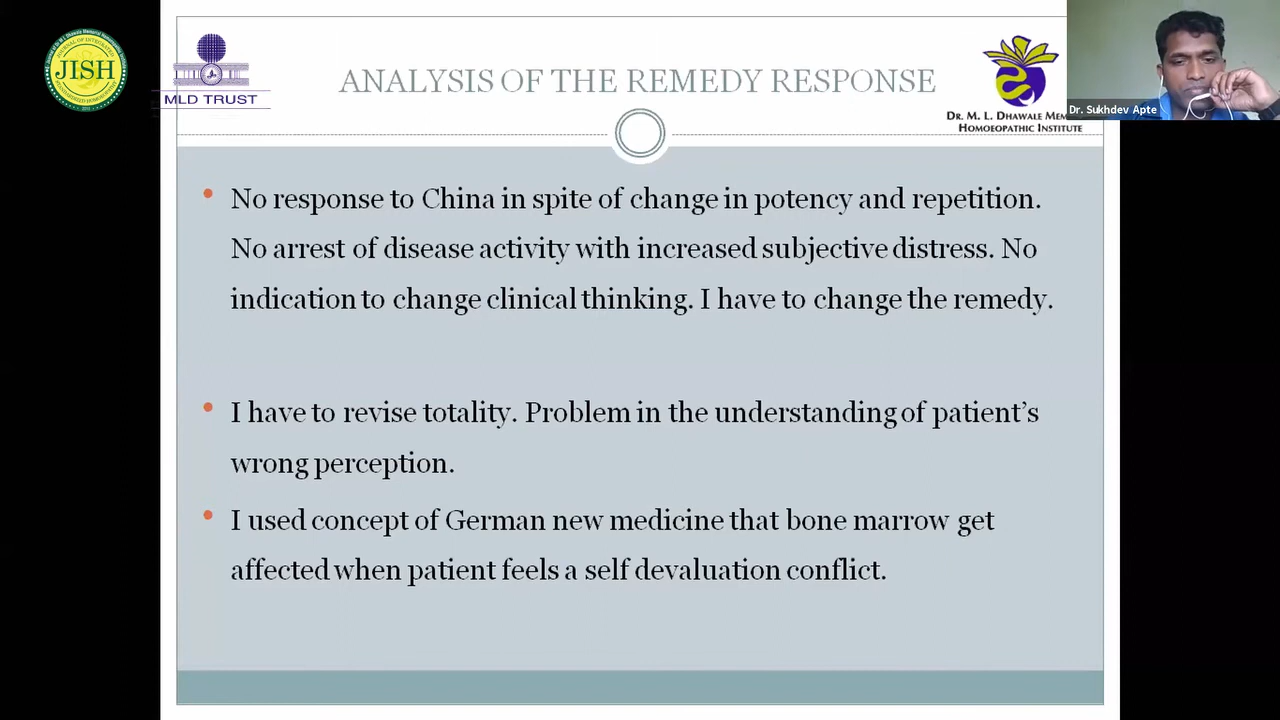 JISH
MLD TRUST
ANALYSIS OF THE REMEDY RESPONSE
DR. M. L. DHAWALE
HOMOEOPATHIC INSTITUTE
Dr. Sukhdev Apte
No response to China in spite of change in potency and repetition.
No arrest of disease activity with increased subjective distress. No
indication to change clinical thinking. I have to change the remedy.
I have to revise totality. Problem in the understanding of patient's
wrong perception.
I used concept of German new medicine that bone marrow get
affected when patient feels a self devaluation conflict.